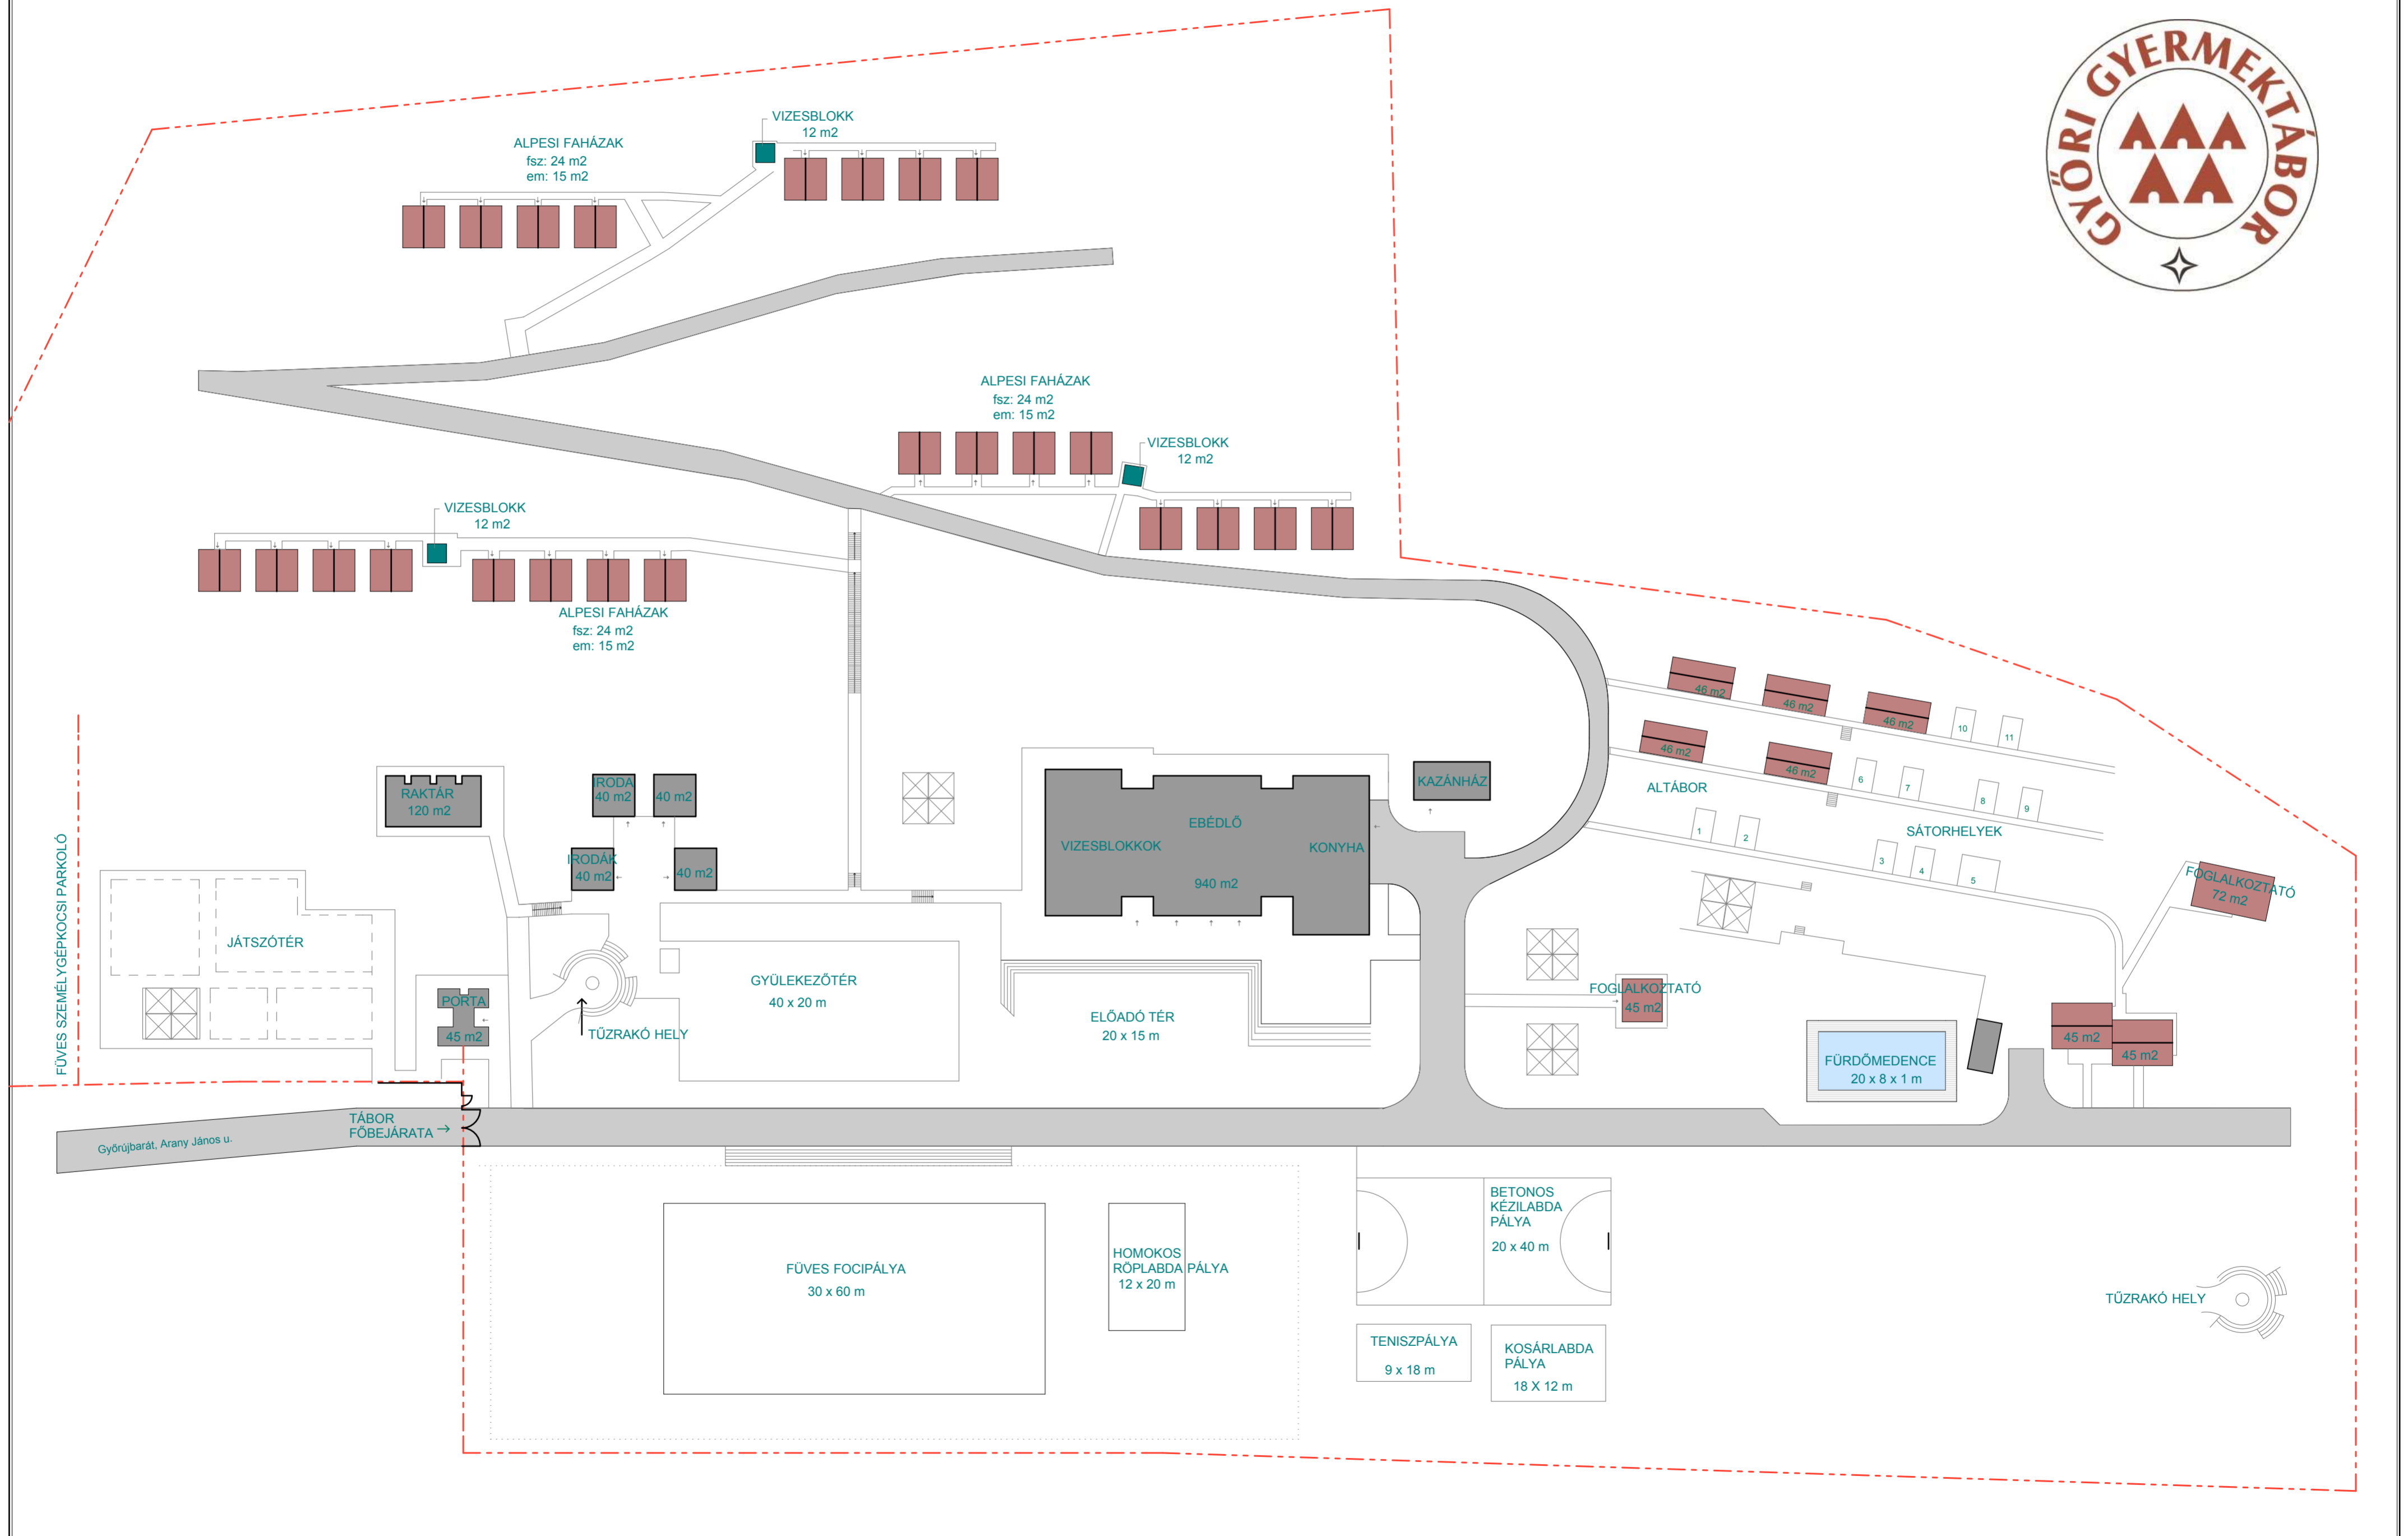 GYŐRI GYERMEKTÁBOR
VIZESBLOKK
12 m2
ALPESI FAHÁZAK
fsz: 24 m2
em: 15 m2
ALPESI FAHÁZAK
fsz: 24 m2
em: 15 m2
VIZESBLOKK
12 m2
VIZESBLOKK
12 m2
ALPESI FAHÁZAK
fsz: 24 m2
em: 15 m2
46 m2
46 m2
46 m2
10
11
46 m2
46 m2
6
7
8
9
ALTÁBOR
SÁTORHELYEK
1
2
3
4
5
FOGLALKOZTATÓ
72 m2
RAKTÁR
120 m2
IRODA
40 m2
40 m2
IRODÁK
40 m2
40 m2
KAZÁNHÁZ
EBÉDLŐ
VIZESBLOKKOK
KONYHA
940 m2
FÜVES SZEMÉLYGÉPKOCSI PARKOLÓ
JÁTSZÓTÉR
PORTA
45 m2
TŰZRAKÓ HELY
GYÜLEKEZŐTÉR
40 x 20 m
ELŐADÓ TÉR
20 x 15 m
FOGLALKOZTATÓ
45 m2
FÜRDŐMEDENCE
20 x 8 x 1 m
45 m2
45 m2
TÁBOR
FŐBEJÁRATA
Győrújbarát, Arany János u.
FÜVES FOCIPÁLYA
30 x 60 m
HOMOKOS
RÖPLABDA PÁLYA
12 x 20 m
BETONOS
KÉZILABDA
PÁLYA
20 x 40 m
TENISZPÁLYA
9 x 18 m
KOSÁRLABDA
PÁLYA
18 X 12 m
TŰZRAKÓ HELY